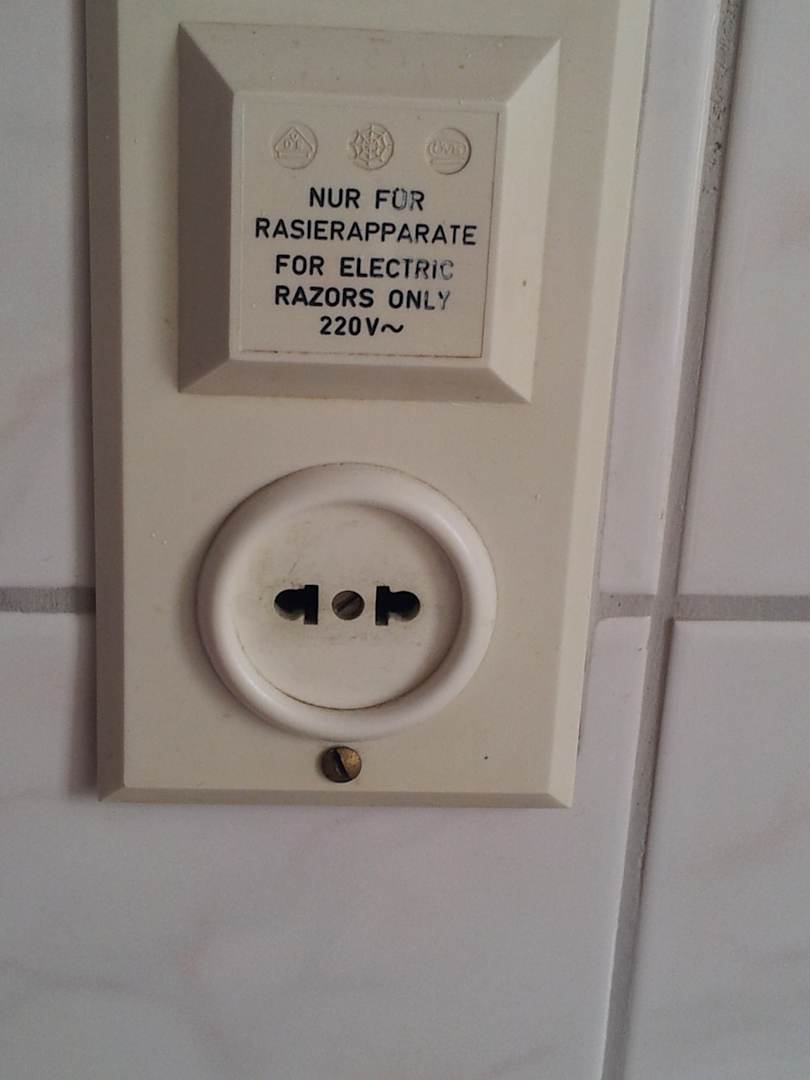 NUR FÜR
RASIERAPPARATE
FOR ELECTRIC
RAZORS ONLY
220V~